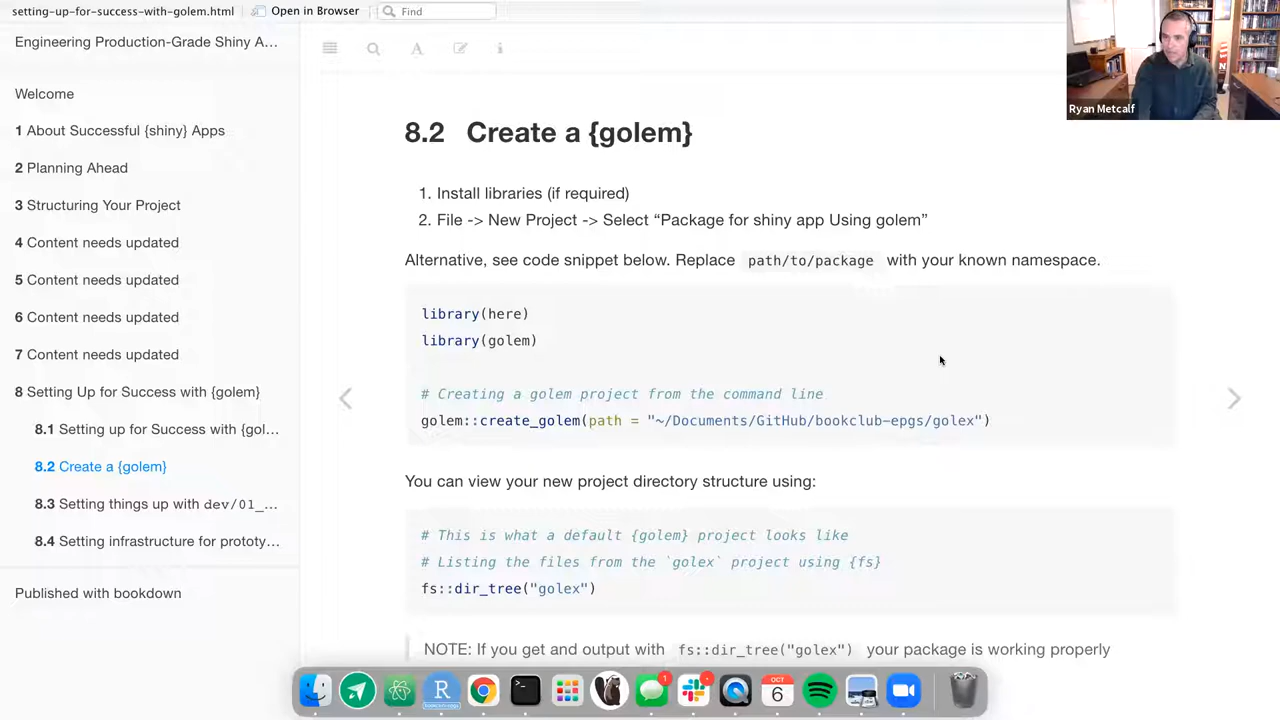 setting-up-for-success-with-golem.html
Open in Browser
Find
Engineering Production-Grade Shiny A...
Welcome
1 About Successful {shiny} Apps
2 Planning Ahead
3 Structuring Your Project
4 Content needs updated
5 Content needs updated
6 Content needs updated
7 Content needs updated
8 Setting Up for Success with {golem}
8.1 Setting up for Success with {gol...
8.2 Create a {golem}
8.3 Setting things up with dev/01_...
8.4 Setting infrastructure for prototy...
Published with bookdown
8.2 Create a {golem}
1. Install libraries (if required)
2. File -> New Project -> Select “Package for shiny app Using golem”
Alternative, see code snippet below. Replace path/to/package with your known namespace.
library(here)
library(golem)
# Creating a golem project from the command line
golem::create_golem(path = "~/Documents/GitHub/bookclub-epgs/golex")
You can view your new project directory structure using:
# This is what a default {golem} project looks like
# Listing the files from the `golex` project using {fs}
fs::dir_tree("golex")
NOTE: If you get and output with fs::dir_tree("golex") your package is working properly
Ryan Metcalf
R
bookclub-epgs
1
OCT
6